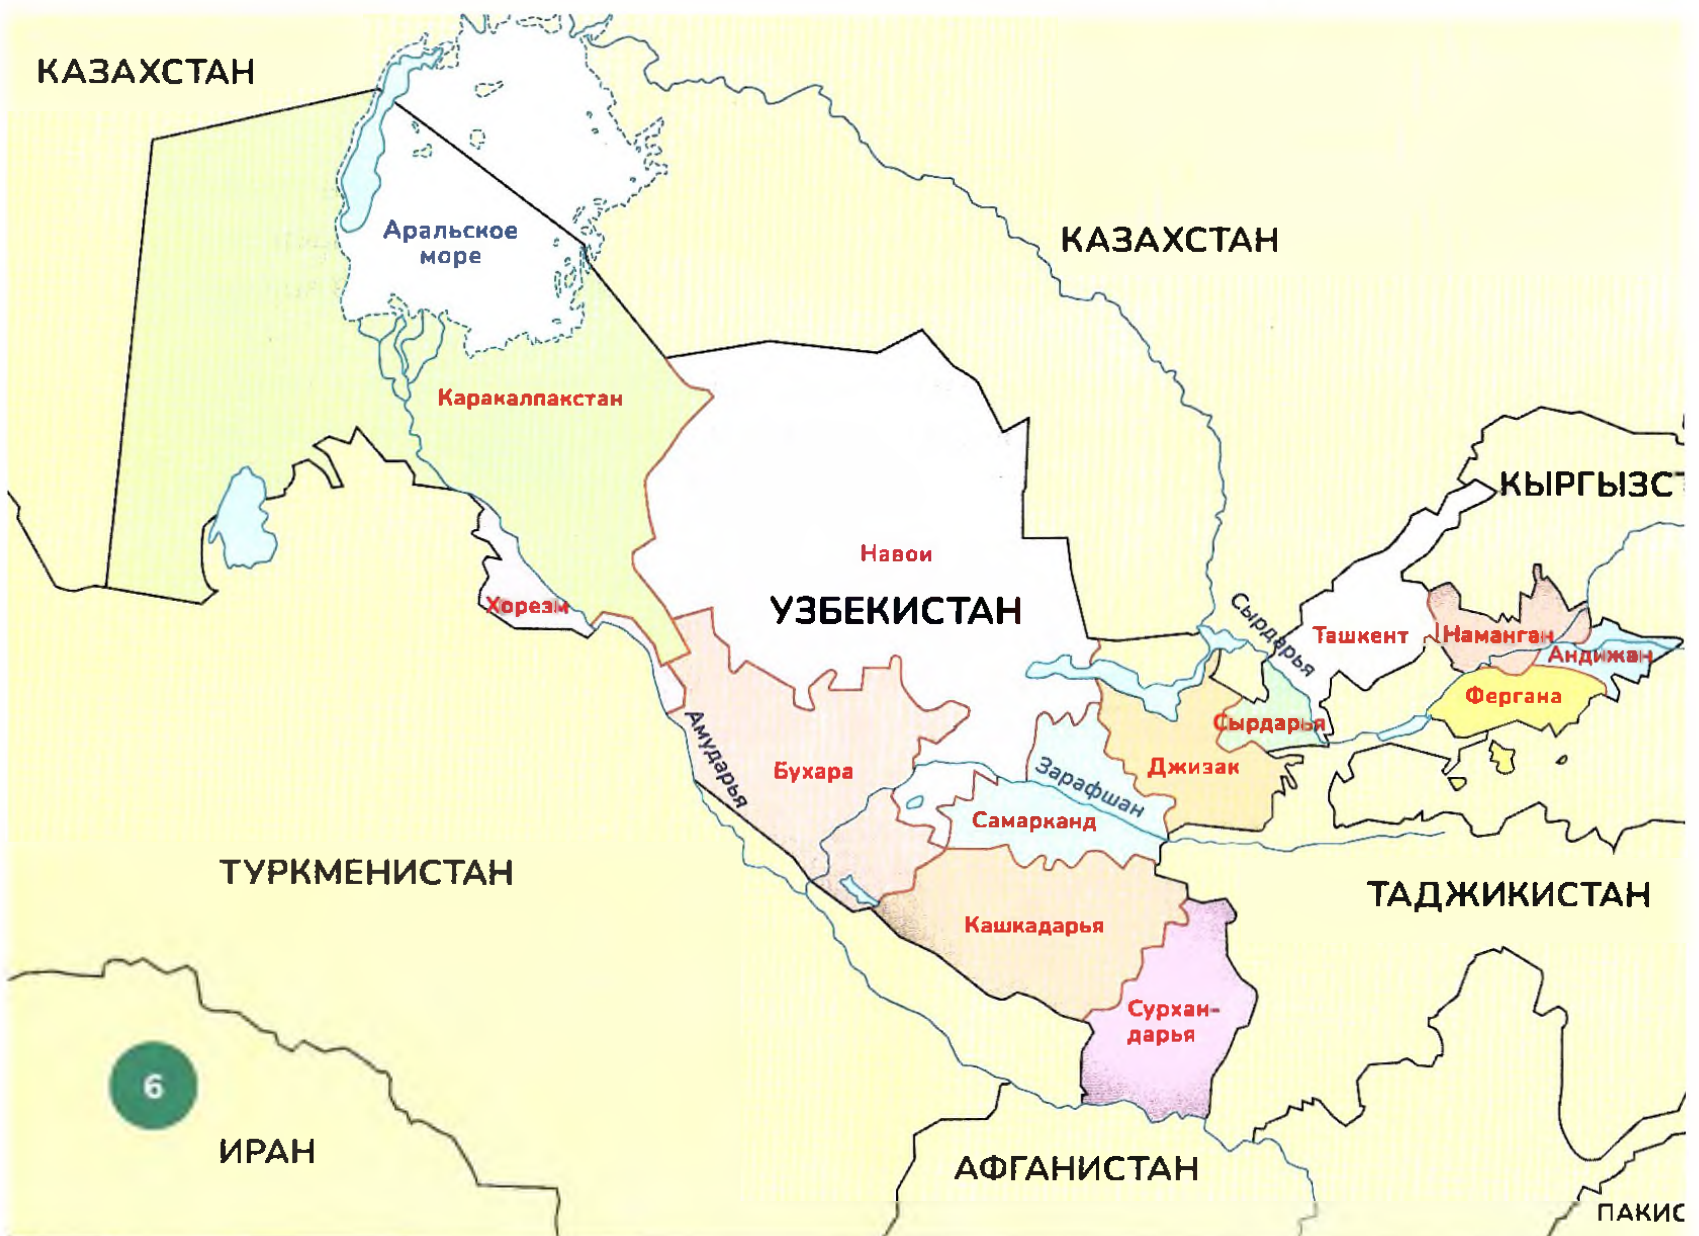 КАЗАХСТАН
Аральское
море
КАЗАХСТАН
Каракалпакстан
КЫРГЫЗС
Навои
УЗБЕКИСТАН
Хорезм
Сырдарья
Ташкент
Наманган
Андижан
Фергана
Сырдарья
Амударья
Бухара
Зарафшан
Джизак
Самарканд
ТУРКМЕНИСТАН
ТАДЖИКИСТАН
Кашкадарья
Сурхан-
дарья
6
ИРАН
АФГАНИСТАН
ПАКИС